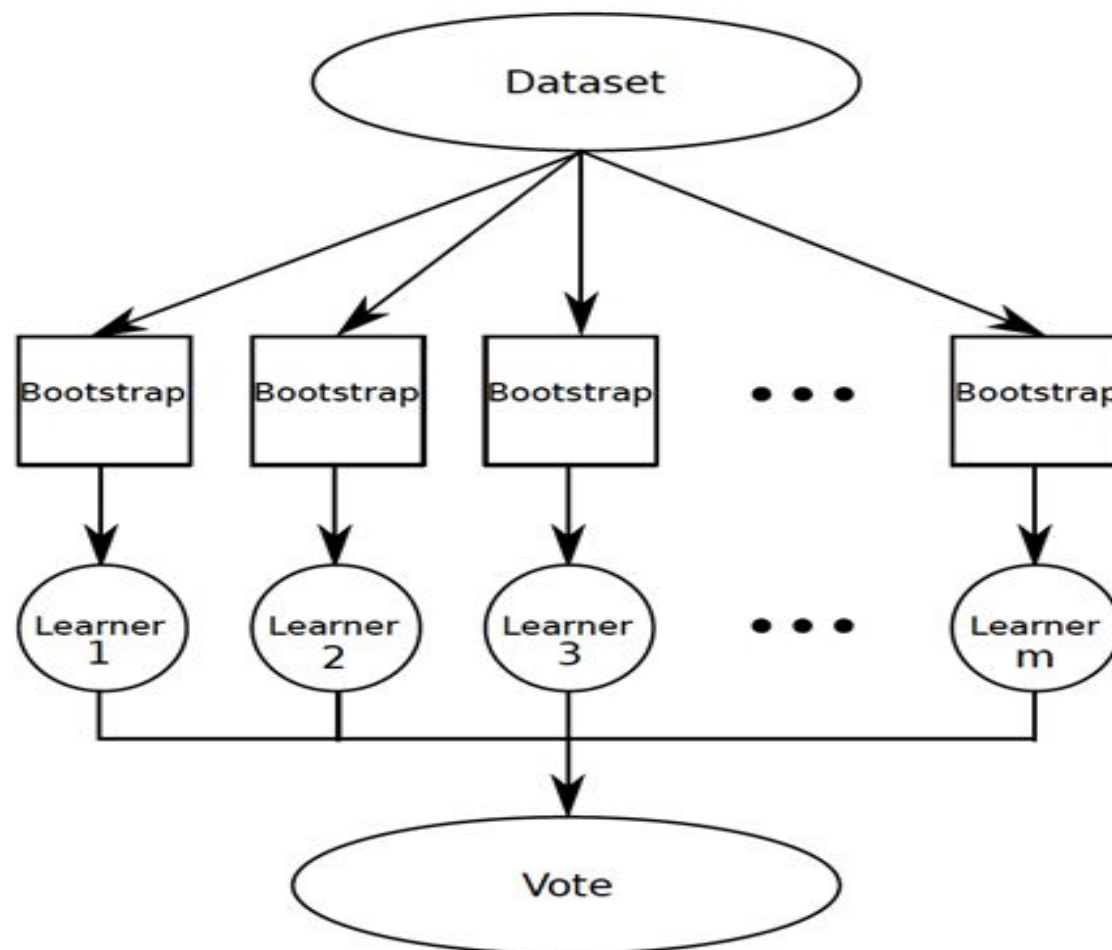 Dataset
Bootstrap Bootstrap Bootstrap Bootstrap
Learner 1
Learner 2
Learner 3
Learner m
Vote